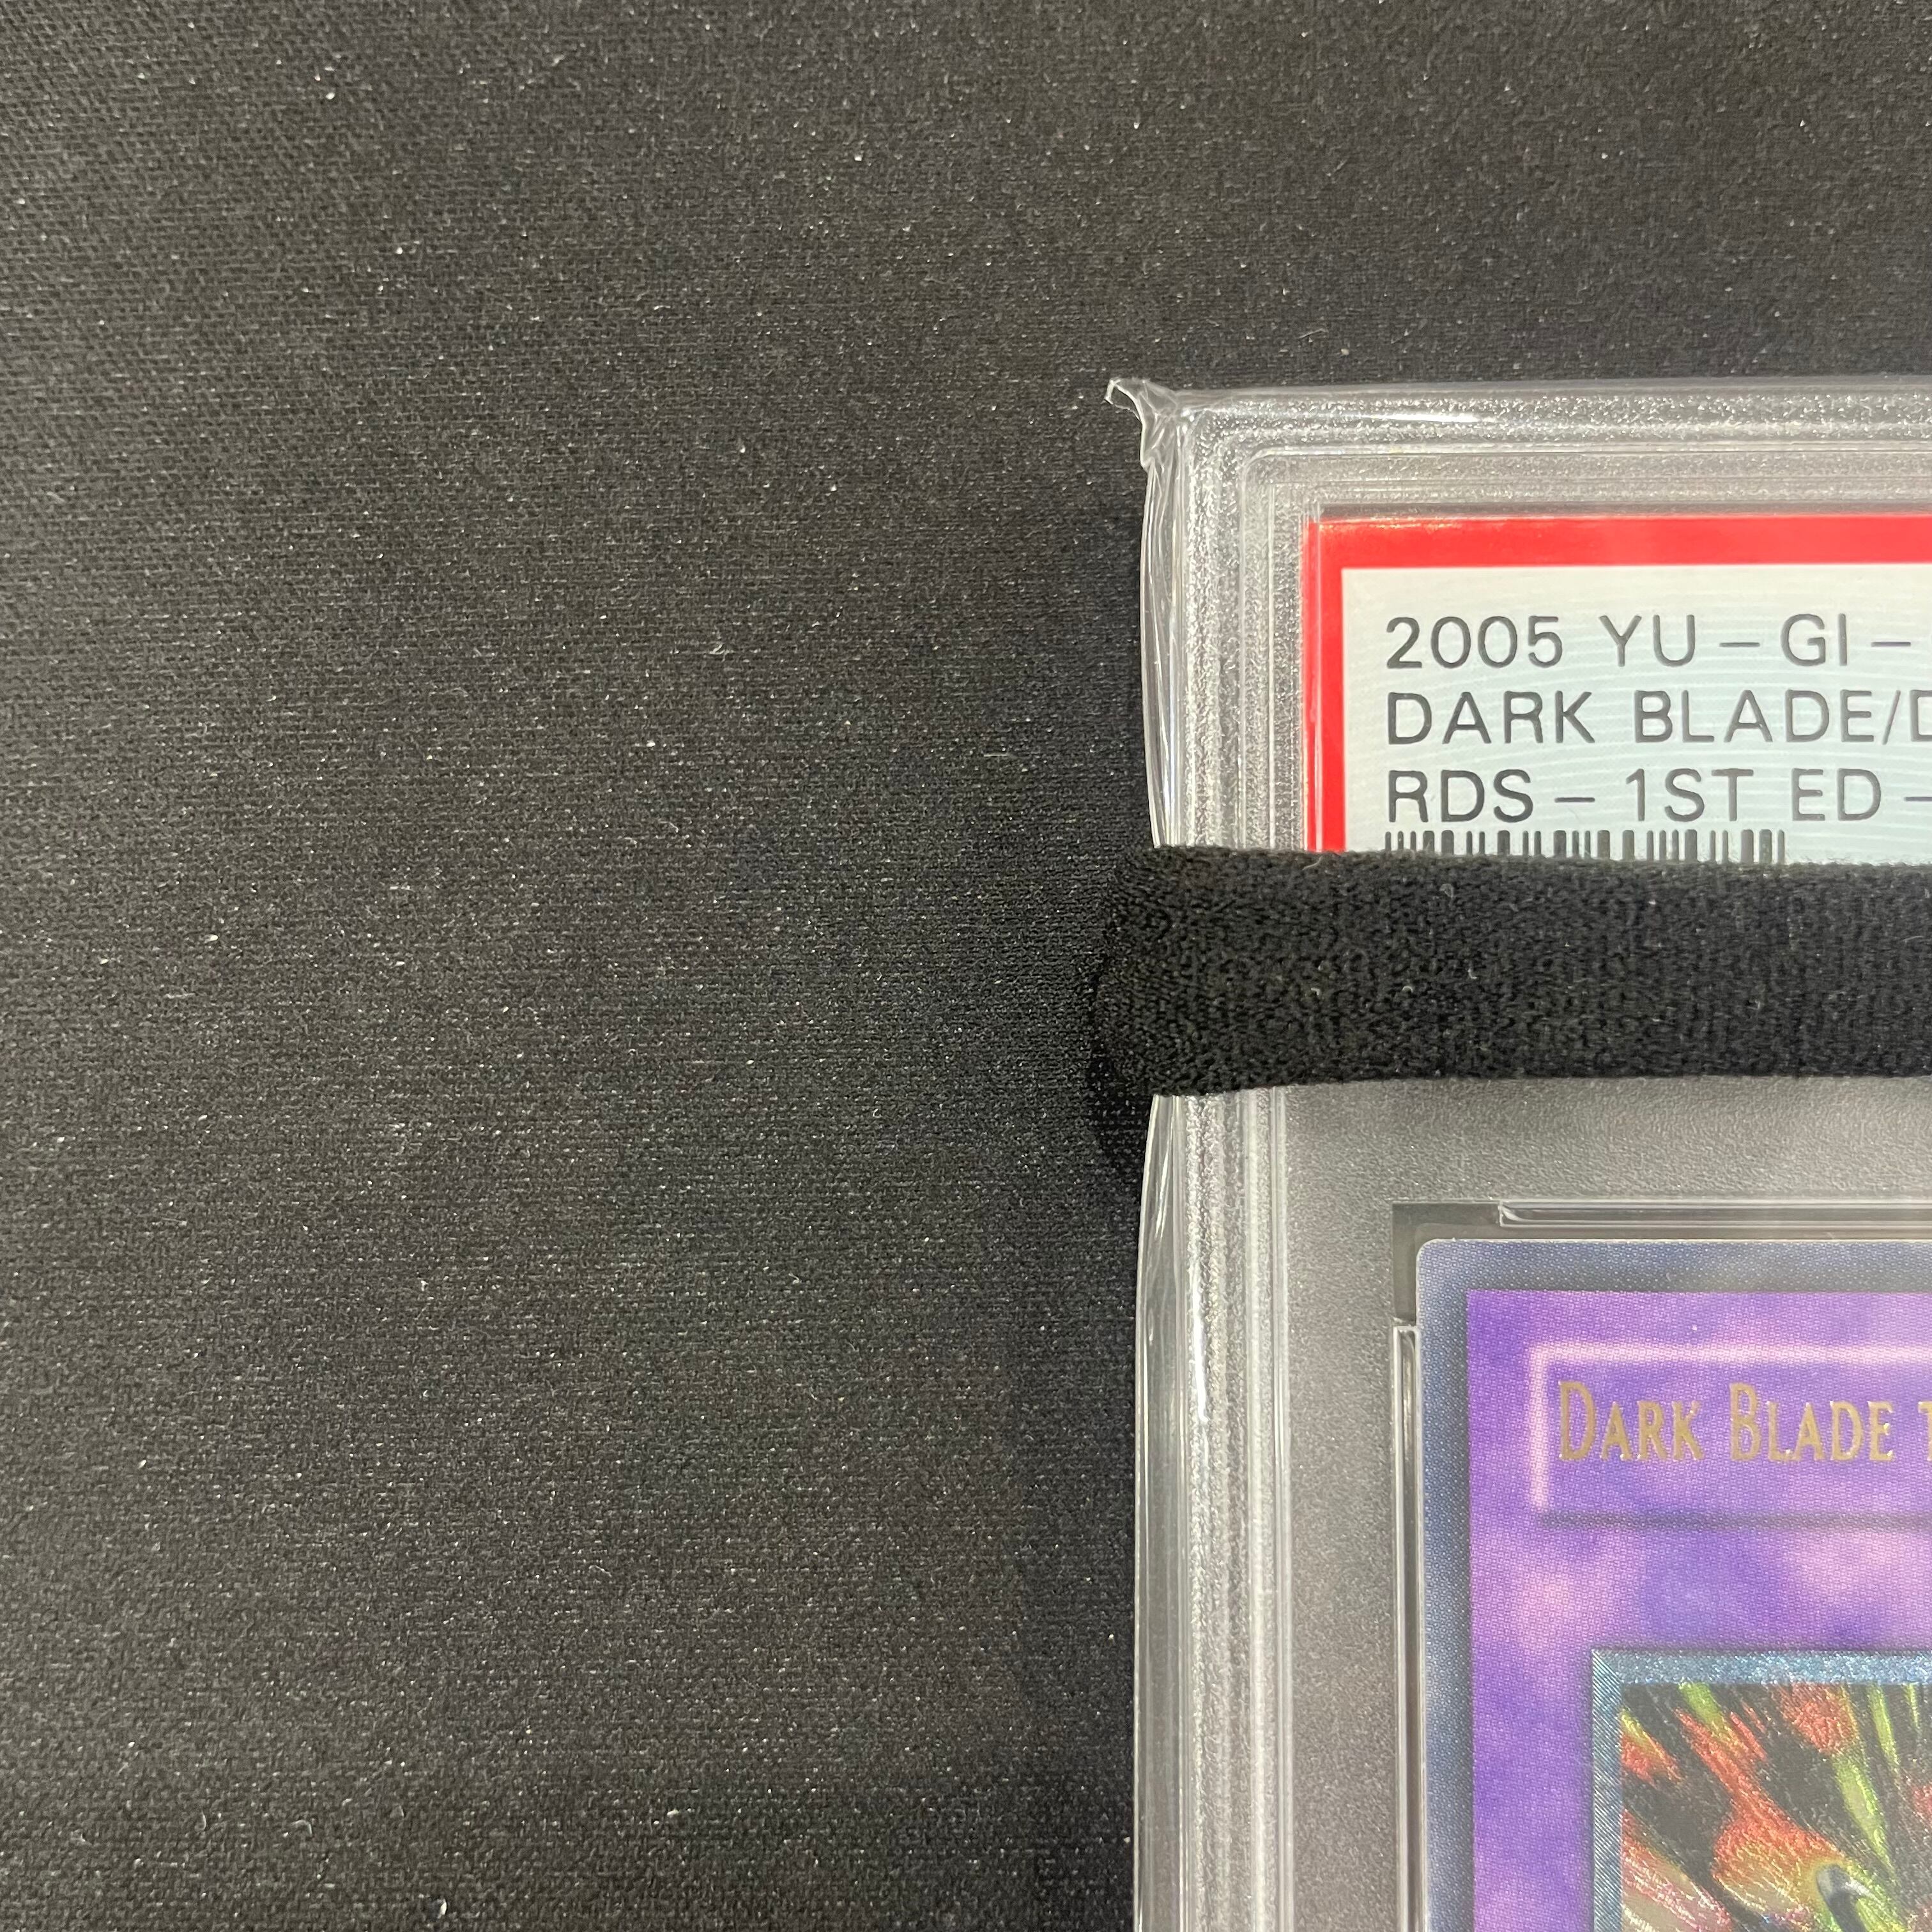 2005 YU-GI-
DARK BLADE/D
RDS-1ST ED-
DARK BLADE T